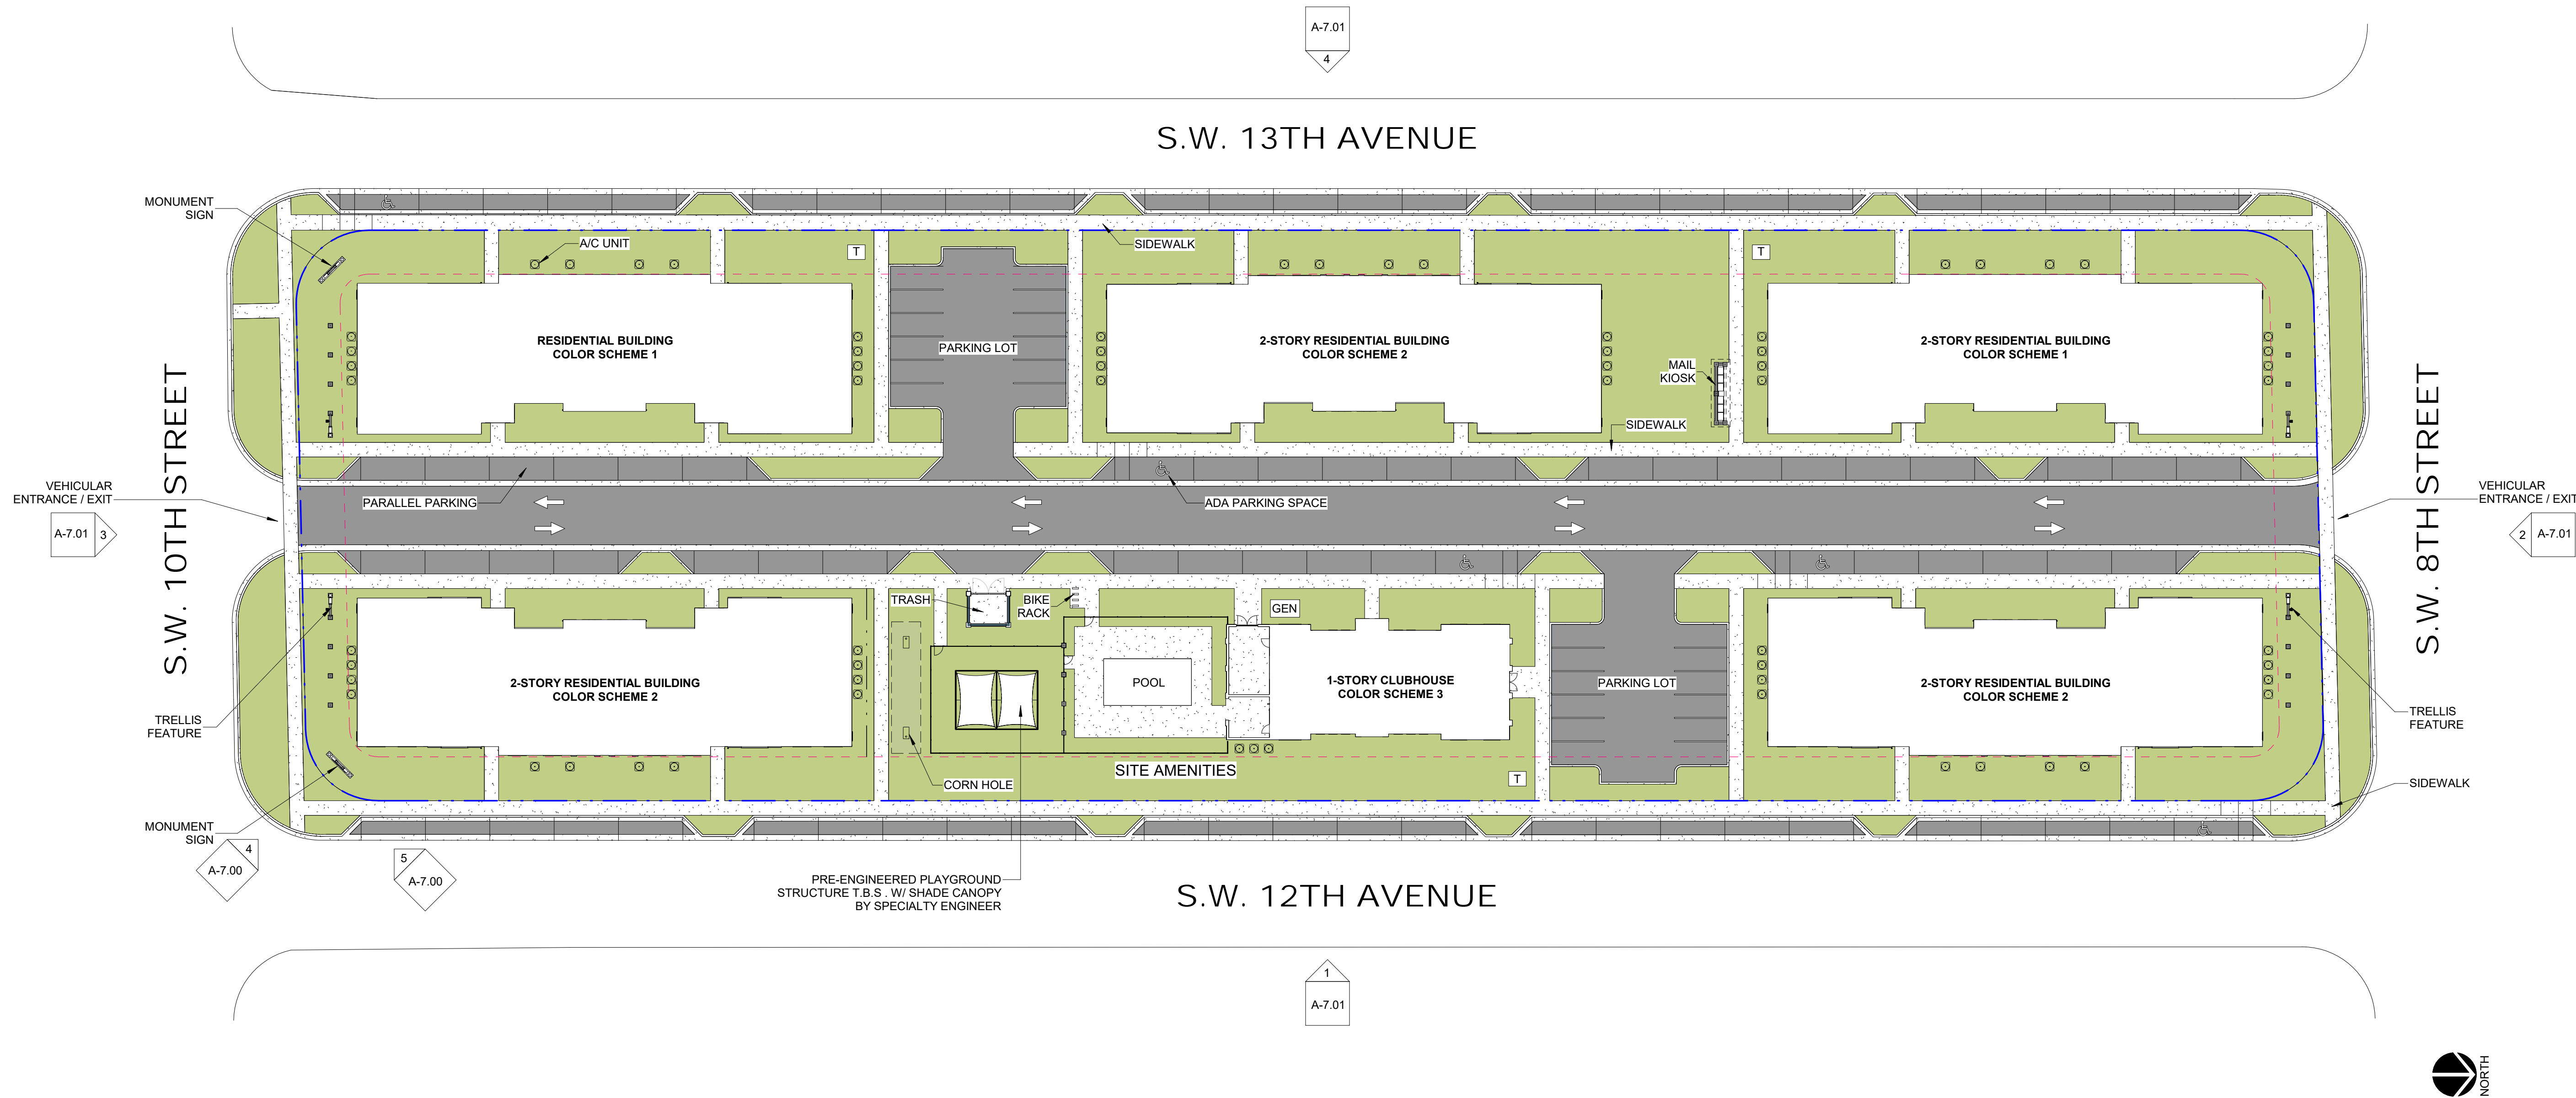 A-7.01
4
S.W. 13TH AVENUE
MONUMENT
SIGN
A/C UNIT
T
SIDEWALK
T
RESIDENTIAL BUILDING
COLOR SCHEME 1
PARKING LOT
2-STORY RESIDENTIAL BUILDING
COLOR SCHEME 2
MAIL
KIOSK
2-STORY RESIDENTIAL BUILDING
COLOR SCHEME 1
SIDEWALK
S.W. 10TH STREET
S.W. 8TH STREET
VEHICULAR
ENTRANCE / EXIT
PARALLEL PARKING
ADA PARKING SPACE
VEHICULAR
ENTRANCE / EXIT
A-7.01
3
2
A-7.01
TRASH
BIKE
RACK
GEN
2-STORY RESIDENTIAL BUILDING
COLOR SCHEME 2
POOL
1-STORY CLUBHOUSE
COLOR SCHEME 3
PARKING LOT
2-STORY RESIDENTIAL BUILDING
COLOR SCHEME 2
TRELLIS
FEATURE
TRELLIS
FEATURE
SITE AMENITIES
T
CORN HOLE
SIDEWALK
MONUMENT
SIGN
4
A-7.00
5
A-7.00
PRE-ENGINEERED PLAYGROUND
STRUCTURE T.B.S . W/ SHADE CANOPY
BY SPECIALTY ENGINEER
S.W. 12TH AVENUE
1
A-7.01
NORTH